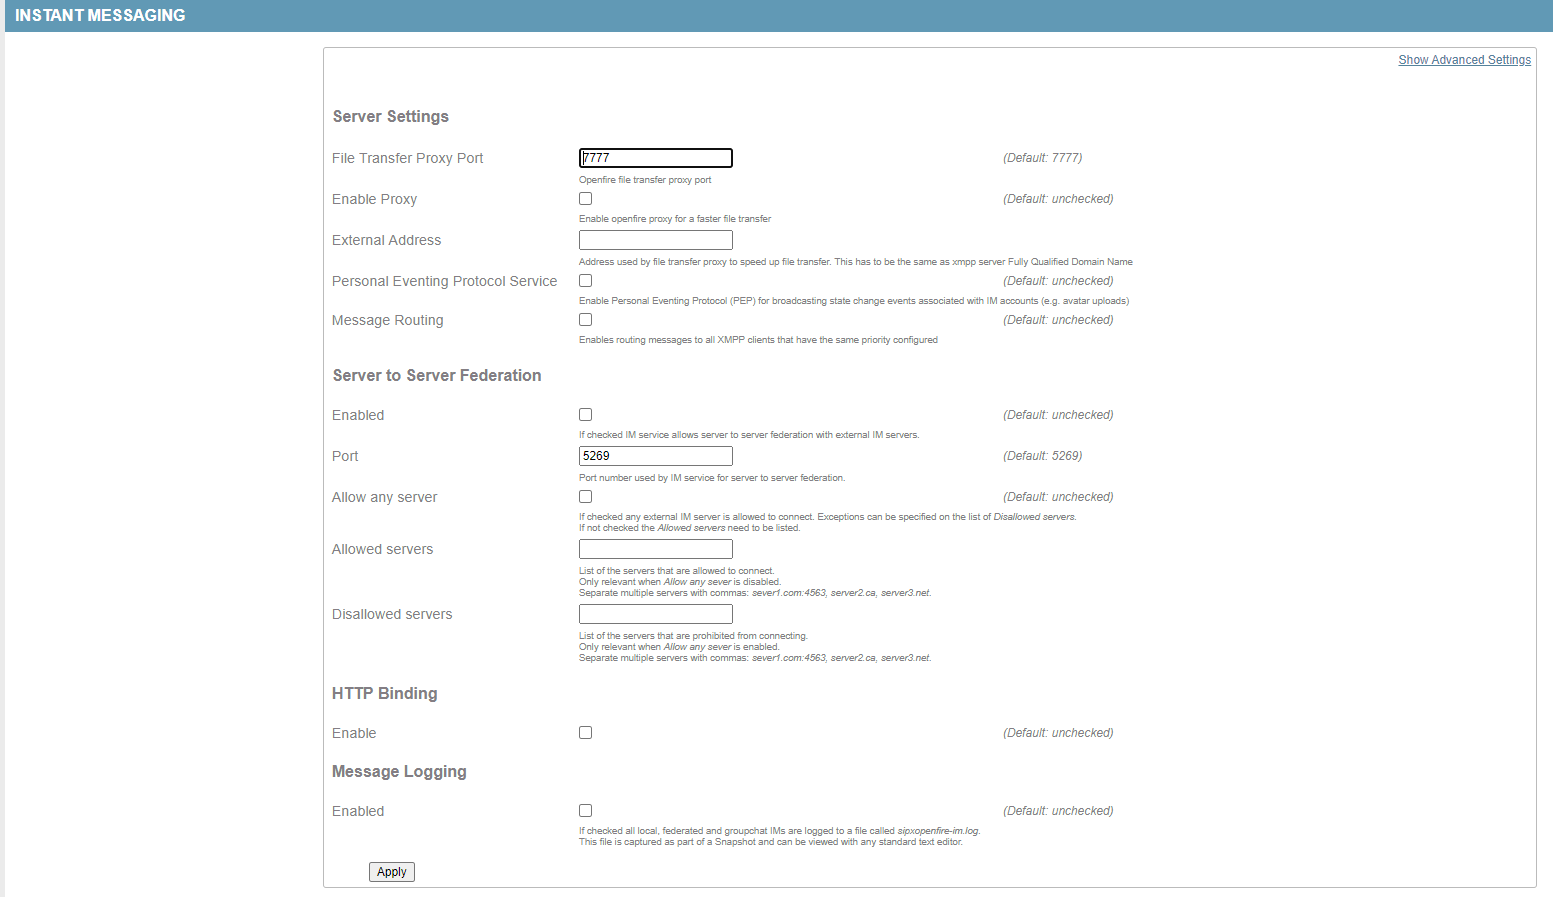 INSTANT MESSAGING
Show Advanced Settings
Server Settings
File Transfer Proxy Port 7777 (Default: 7777)
Openfire file transfer proxy port
Enable Proxy (Default: unchecked)
Enable openfire proxy for a faster file transfer
External Address
Address used by file transfer proxy to speed up file transfer. This has to be the same as xmpp server Fully Qualified Domain Name
Personal Eventing Protocol Service (Default: unchecked)
Enable Personal Eventing Protocol (PEP) for broadcasting state change events associated with IM accounts (e.g. avatar uploads)
Message Routing (Default: unchecked)
Enables routing messages to all XMPP clients that have the same priority configured
Server to Server Federation
Enabled (Default: unchecked)
If checked IM service allows server to server federation with external IM servers.
Port 5269 (Default: 5269)
Port number used by IM service for server to server federation.
Allow any server (Default: unchecked)
If checked any external IM server is allowed to connect. Exceptions can be specified on the list of Disallowed servers.
If not checked the Allowed servers need to be listed.
Allowed servers
List of the servers that are allowed to connect.
Only relevant when Allow any sever is disabled.
Separate multiple servers with commas: sever1.com:4563, server2.ca, server3.net.
Disallowed servers
List of the servers that are prohibited from connecting.
Only relevant when Allow any sever is enabled.
Separate multiple servers with commas: sever1.com:4563, server2.ca, server3.net.
HTTP Binding
Enable (Default: unchecked)
Message Logging
Enabled (Default: unchecked)
If checked all local, federated and groupchat IMs are logged to a file called sipxopenfire-im.log.
This file is captured as part of a Snapshot and can be viewed with any standard text editor.
Apply